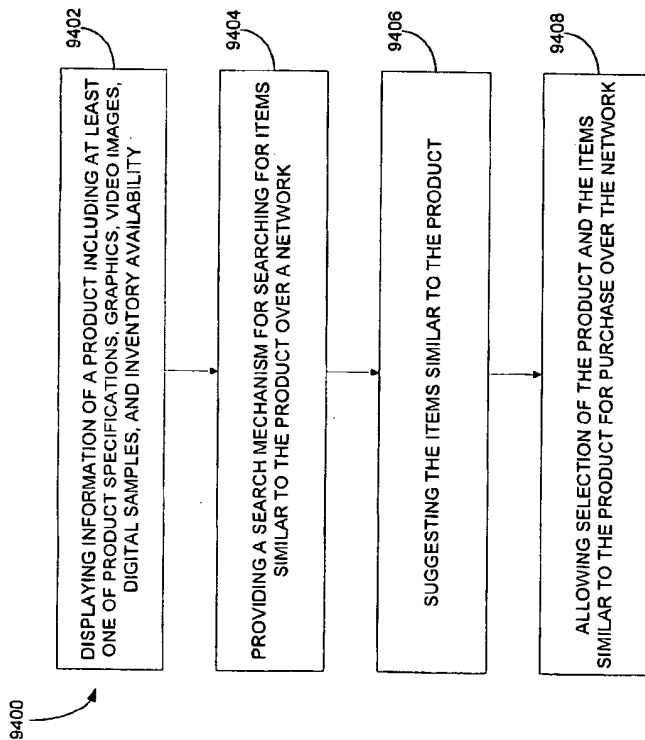 9400
9402
DISPLAYING INFORMATION OF A PRODUCT INCLUDING AT LEAST
ONE OF PRODUCT SPECIFICATIONS, GRAPHICS, VIDEO IMAGES,
DIGITAL SAMPLES, AND INVENTORY AVAILABILITY
9404
PROVIDING A SEARCH MECHANISM FOR SEARCHING FOR ITEMS
SIMILAR TO THE PRODUCT OVER A NETWORK
9406
SUGGESTING THE ITEMS SIMILAR TO THE PRODUCT
9408
ALLOWING SELECTION OF THE PRODUCT AND THE ITEMS
SIMILAR TO THE PRODUCT FOR PURCHASE OVER THE NETWORK